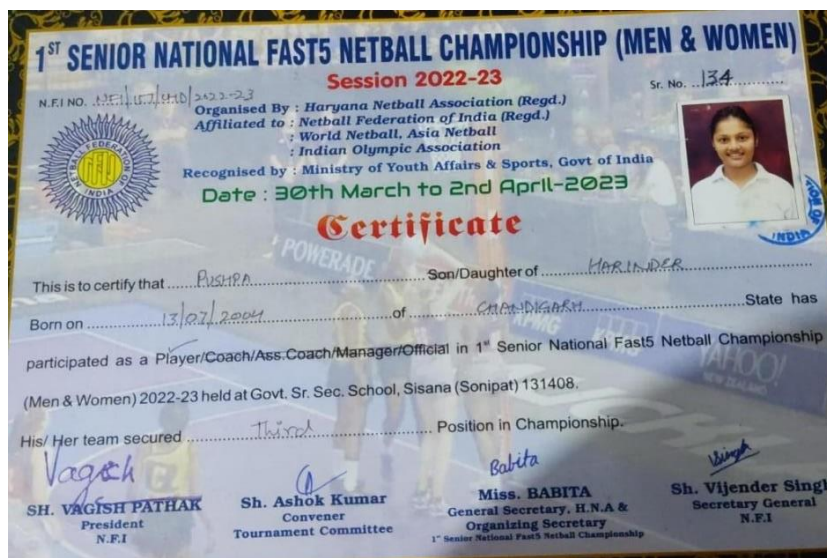 1ST SENIOR NATIONAL FAST5 NETBALL CHAMPIONSHIP (MEN & WOMEN)
Session 2022-23
N.F.I NO. Sr. No. 134
Organised By : Haryana Netball Association (Regd.)
Affiliated to : Netball Federation of India (Regd.)
: World Netball, Asia Netball
: Indian Olympic Association
Recognised by : Ministry of Youth Affairs & Sports, Govt of India
Date : 30th March to 2nd April-2023
Certificate
This is to certify that PUSHPA Son/Daughter of HARINDER
Born on 13/07/2004 of CHANDIGARH State has
participated as a Player/Coach/Ass.Coach/Manager/Official in 1st Senior National Fast5 Netball Championship
(Men & Women) 2022-23 held at Govt. Sr. Sec. School, Sisana (Sonipat) 131408.
His/ Her team secured Third Position in Championship.
Vagish
Babita
Singh
SH. VAGISH PATHAK
President
N.F.I
Sh. Ashok Kumar
Convener
Tournament Committee
Miss. BABITA
General Secretary, H.N.A &
Organizing Secretary
1st Senior National Fast5 Netball Championship
Sh. Vijender Singh
Secretary General
N.F.I
POWERADE
KPMG
YAHOO!
NEW ZEALAND
INDIA